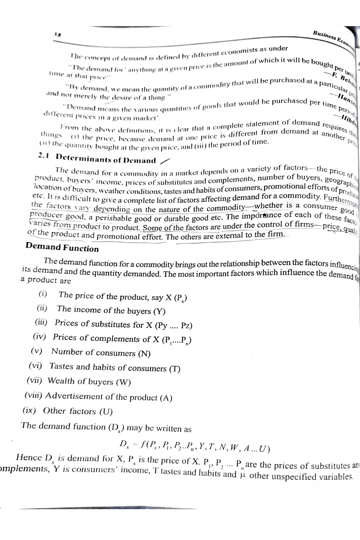 18
Business Econ
The concept of demand is defined by different economists as under
"The demand for anything at a given price is the amount of which it will be bought per unit
time at that price"
"By demand, we mean the quantity of a commodity that will be purchased at a particular
and not merely the desire of a thing."
"Demand means the various quantities of goods that would be purchased per time
different prices in a given market'.
From the above definitions, it is clear that a complete statement of demand requires
things (i) the price, because demand at one price is different from demand at another
(ii) the quantity bought at the given price, and (iii) the period of time.
2.1 Determinants of Demand
The demand for a commodity in a market depends on a variety of factors—the price of
product, buyers' income, prices of substitutes and complements, number of buyers,
location of buyers, weather conditions, tastes and habits of consumers, promotional efforts of
etc. It is difficult to give a complete list of factors affecting demand for a commodity.
the factors vary depending on the nature of the commodity—whether is a consumer good
producer good, a perishable good or durable good etc. The importance of each of these
varies from product to product. Some of the factors are under the control of firms—price,
of the product and promotional effort. The others are external to the firm.
Demand Function
The demand function for a commodity brings out the relationship between the factors influencing
its demand and the quantity demanded. The most important factors which influence the demand
a product are
(i) The price of the product, say X (Pₓ)
(ii) The income of the buyers (Y)
(iii) Prices of substitutes for X (Py .... Pz)
(iv) Prices of complements of X (P₁....Pₙ)
(v) Number of consumers (N)
(vi) Tastes and habits of consumers (T)
(vii) Wealth of buyers (W)
(viii) Advertisement of the product (A)
(ix) Other factors (U)
The demand function (Dₓ) may be written as
Dₓ = f(Pₓ, P₁, P₂..Pₙ, Y, T, N, W, A ...U)
Hence Dₓ is demand for X, Pₓ is the price of X. P₁, P₂ ... Pₙ are the prices of substitutes
omplements, Y is consumers' income, T tastes and habits and μ other unspecified variables.